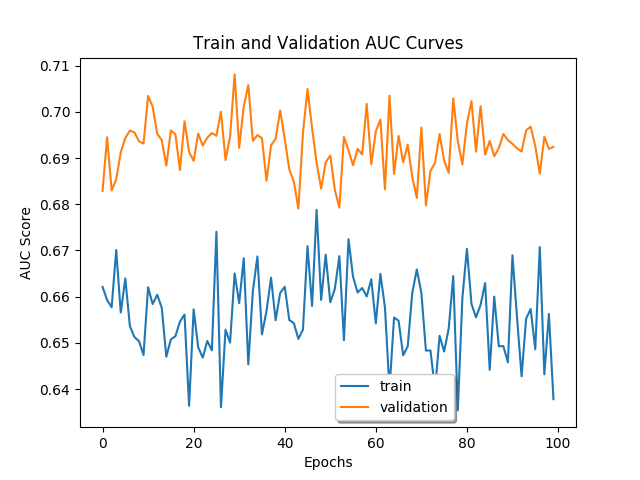 Train and Validation AUC Curves
0.71
0.70
0.69
0.68
0.67
0.66
0.65
0.64
AUC Score
train
validation
0 20 40 60 80 100
Epochs